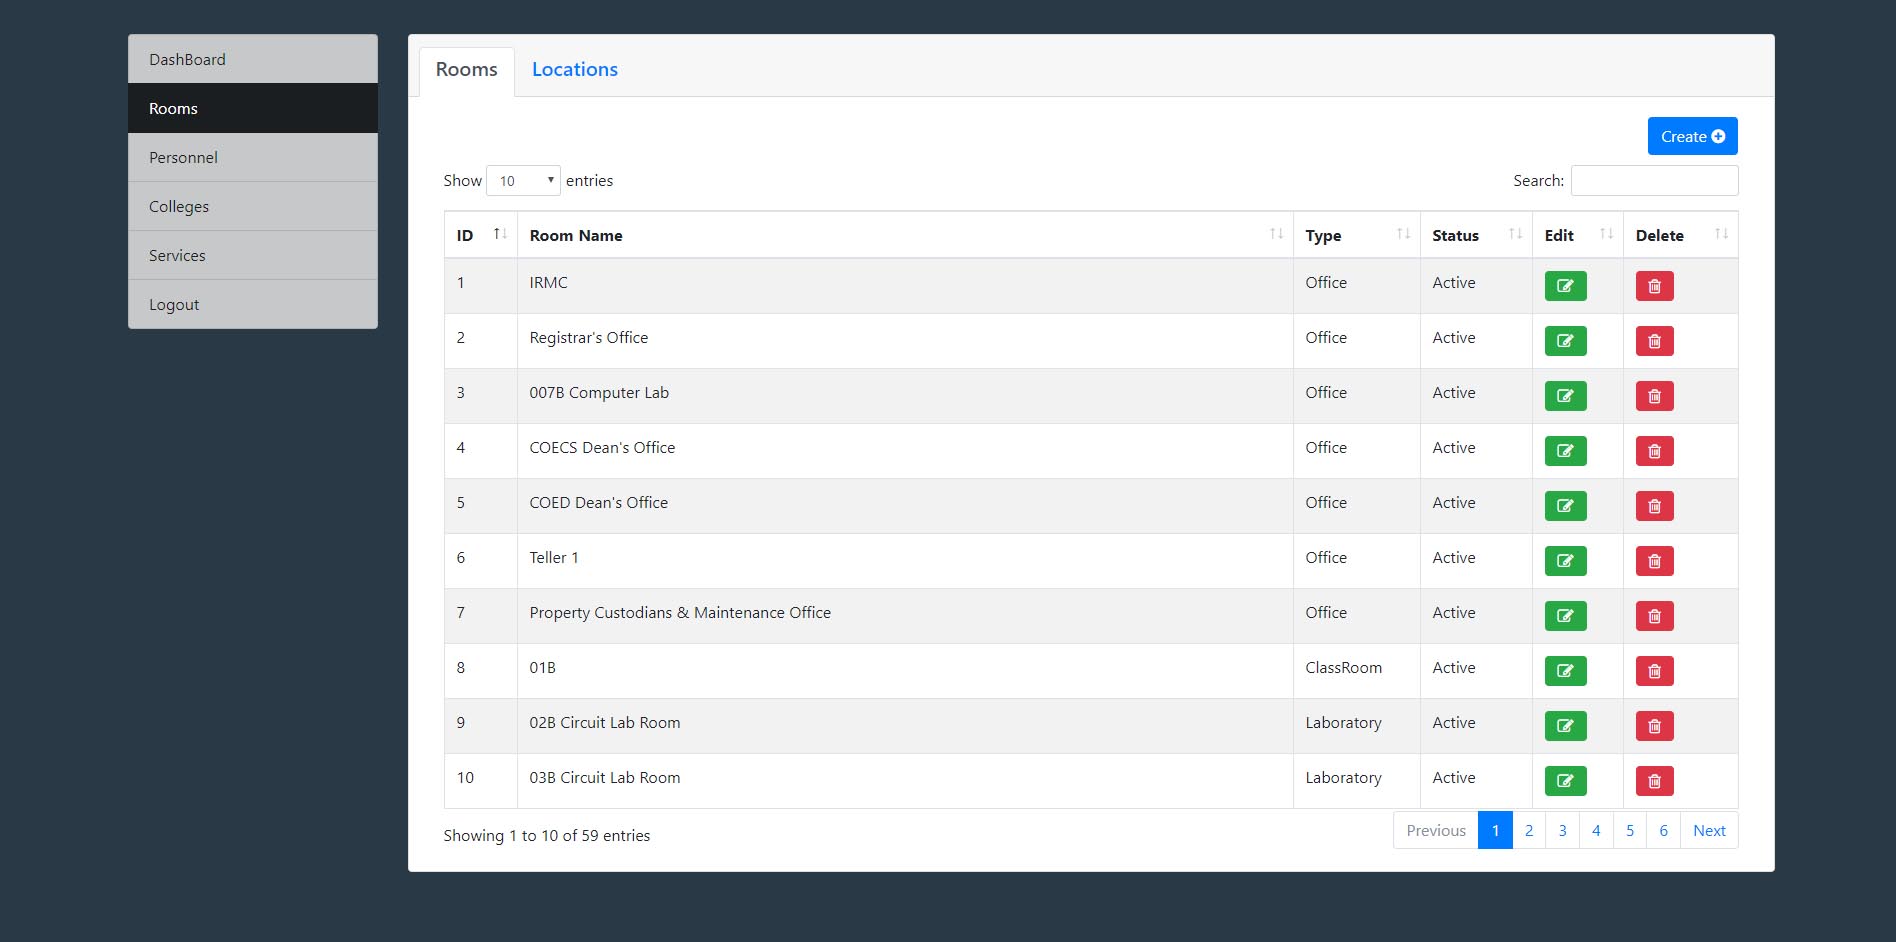 DashBoard
Rooms
Personnel
Colleges
Services
Logout
Rooms Locations
Create
Show 10 entries Search:
ID Room Name Type Status Edit Delete
1 IRMC Office Active
2 Registrar's Office Office Active
3 007B Computer Lab Office Active
4 COECS Dean's Office Office Active
5 COED Dean's Office Office Active
6 Teller 1 Office Active
7 Property Custodians & Maintenance Office Office Active
8 01B ClassRoom Active
9 02B Circuit Lab Room Laboratory Active
10 03B Circuit Lab Room Laboratory Active
Showing 1 to 10 of 59 entries Previous 1 2 3 4 5 6 Next